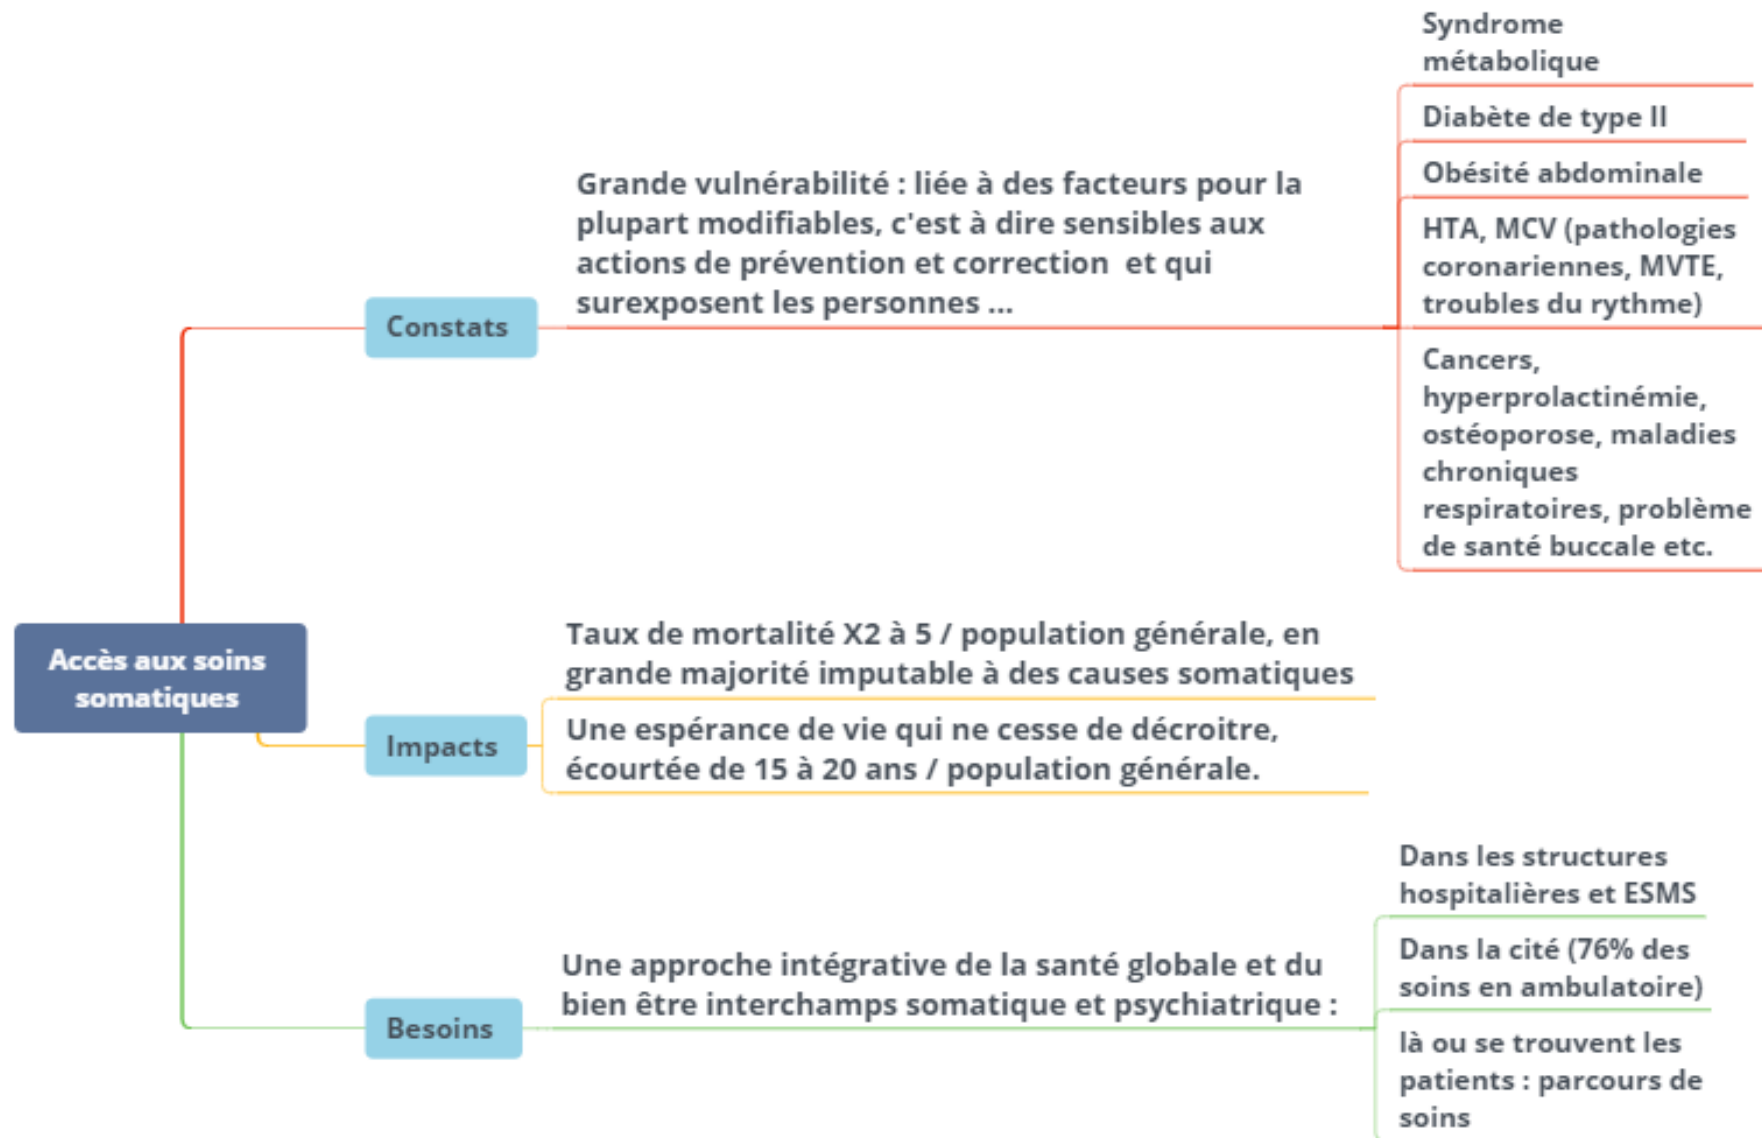 Accès aux soins
somatiques
Constats
Grande vulnérabilité : liée à des facteurs pour la
plupart modifiables, c'est à dire sensibles aux
actions de prévention et correction  et qui
surexposent les personnes ...
Syndrome
métabolique
Diabète de type II
Obésité abdominale
HTA, MCV (pathologies
coronariennes, MVTE,
troubles du rythme)
Cancers,
hyperprolactinémie,
ostéoporose, maladies
chroniques
respiratoires, problème
de santé buccale etc.
Impacts
Taux de mortalité X2 à 5 / population générale, en
grande majorité imputable à des causes somatiques
Une espérance de vie qui ne cesse de décroitre,
écourtée de 15 à 20 ans / population générale.
Besoins
Une approche intégrative de la santé globale et du
bien être interchamps somatique et psychiatrique :
Dans les structures
hospitalières et ESMS
Dans la cité (76% des
soins en ambulatoire)
là ou se trouvent les
patients : parcours de
soins